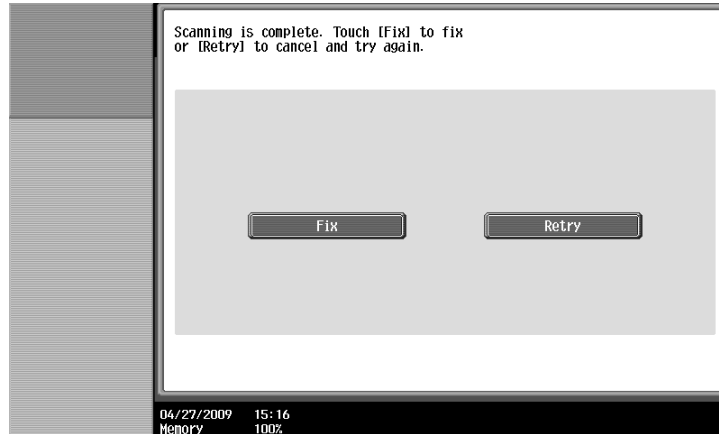 Scanning is complete. Touch [Fix] to fix
or [Retry] to cancel and try again.
Fix
Retry
04/27/2009 15:16
Memory 100%